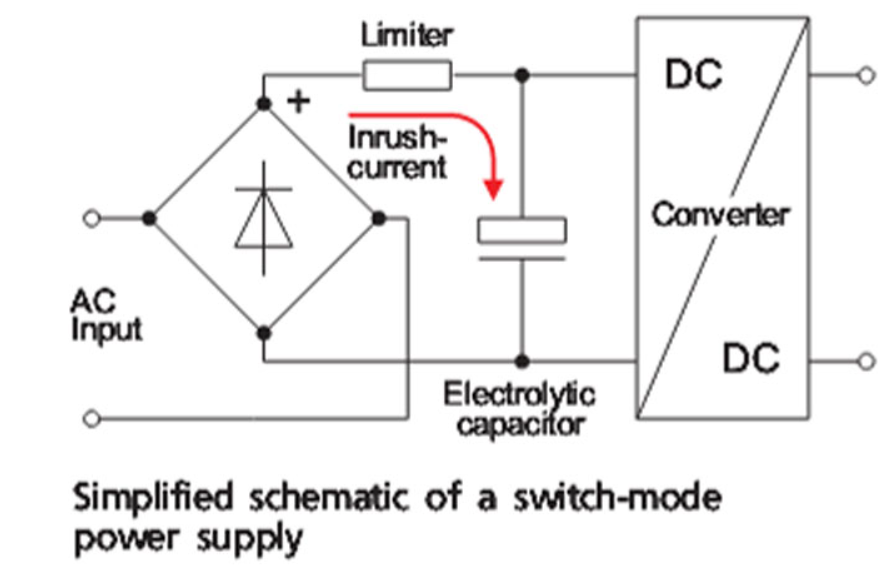 Limiter
DC
+
Inrush-
current
Converter
AC
Input
DC
Electrolytic
capacitor
Simplified schematic of a switch-mode
power supply